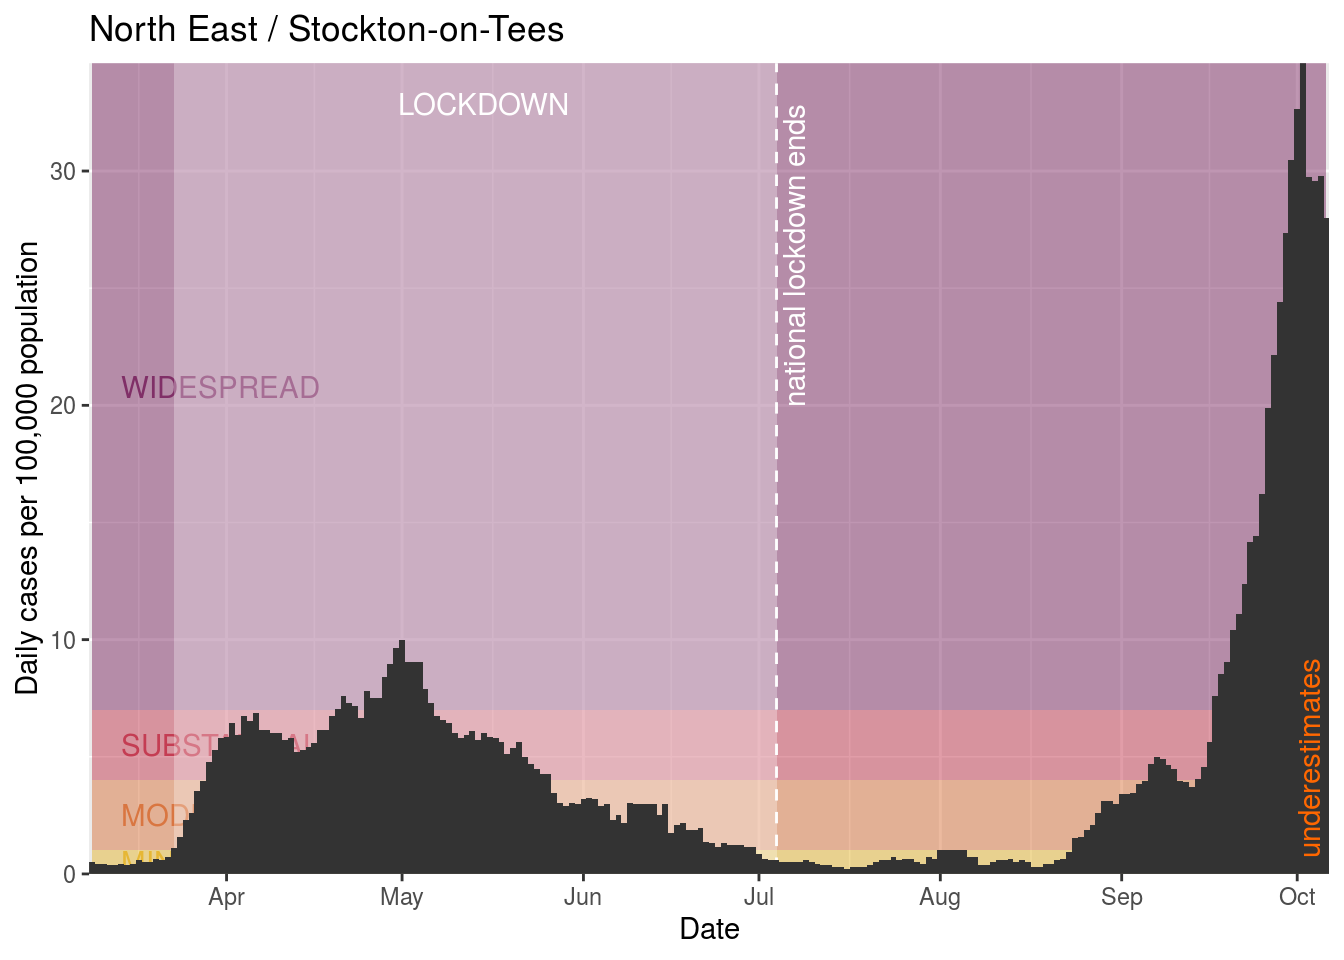 North East / Stockton-on-Tees
LOCKDOWN
national lockdown ends
WIDESPREAD
underestimates
Daily cases per 100,000 population
30
20
10
0
Apr
May
Jun
Jul
Aug
Sep
Oct
Date